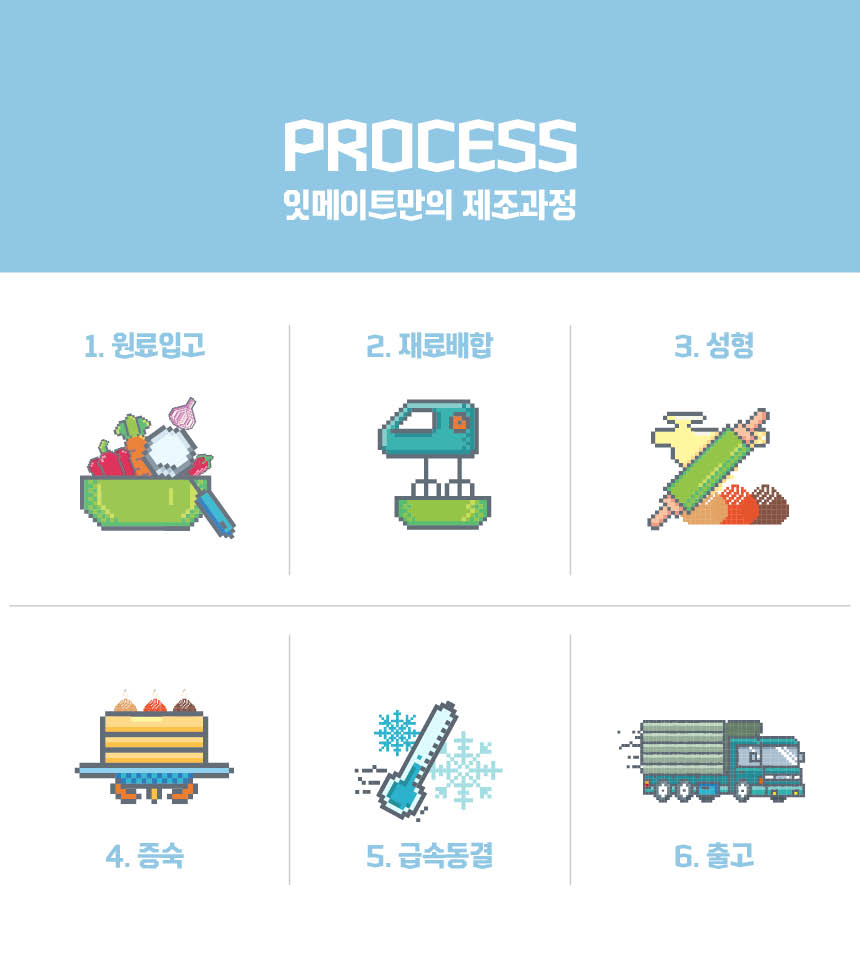 PROCESS
잇메이트만의 제조과정
1. 원료입고
2. 재료배합
3. 성형
4. 증숙
5. 급속동결
6. 출고